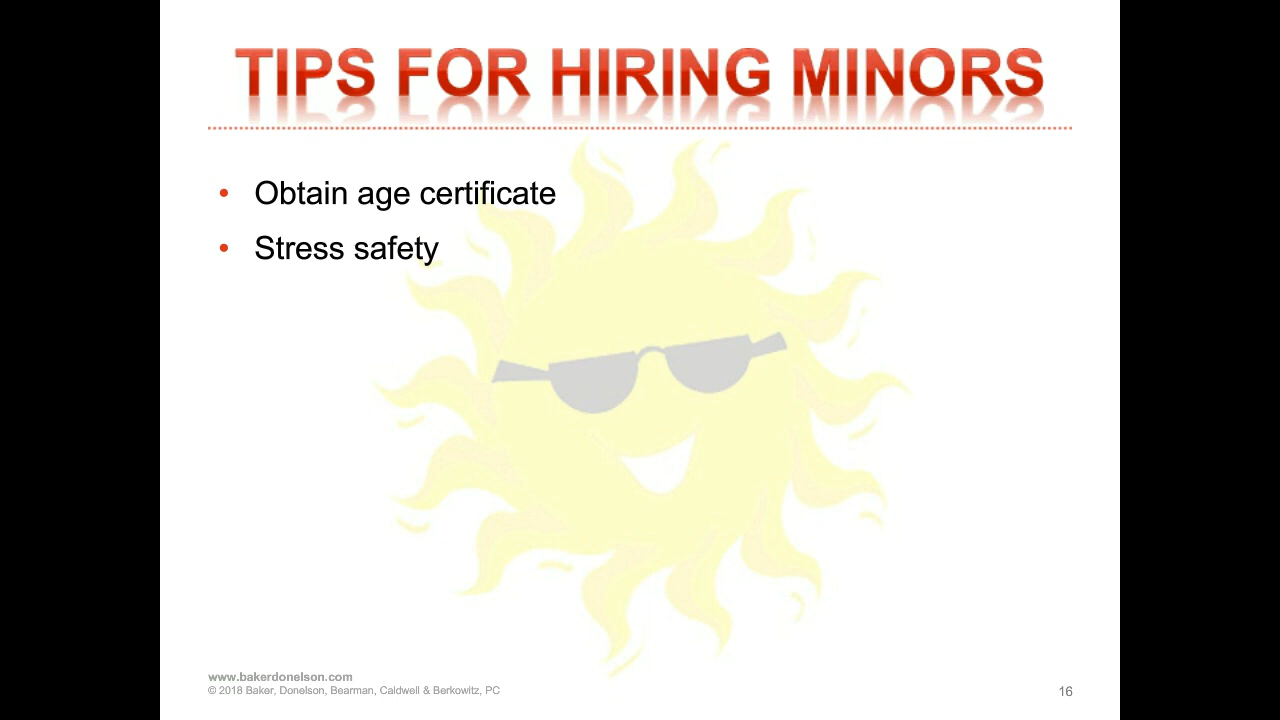 TIPS FOR HIRING MINORS
• Obtain age certificate
• Stress safety
www.bakerdonelson.com
© 2018 Baker, Donelson, Bearman, Caldwell & Berkowitz, PC
16